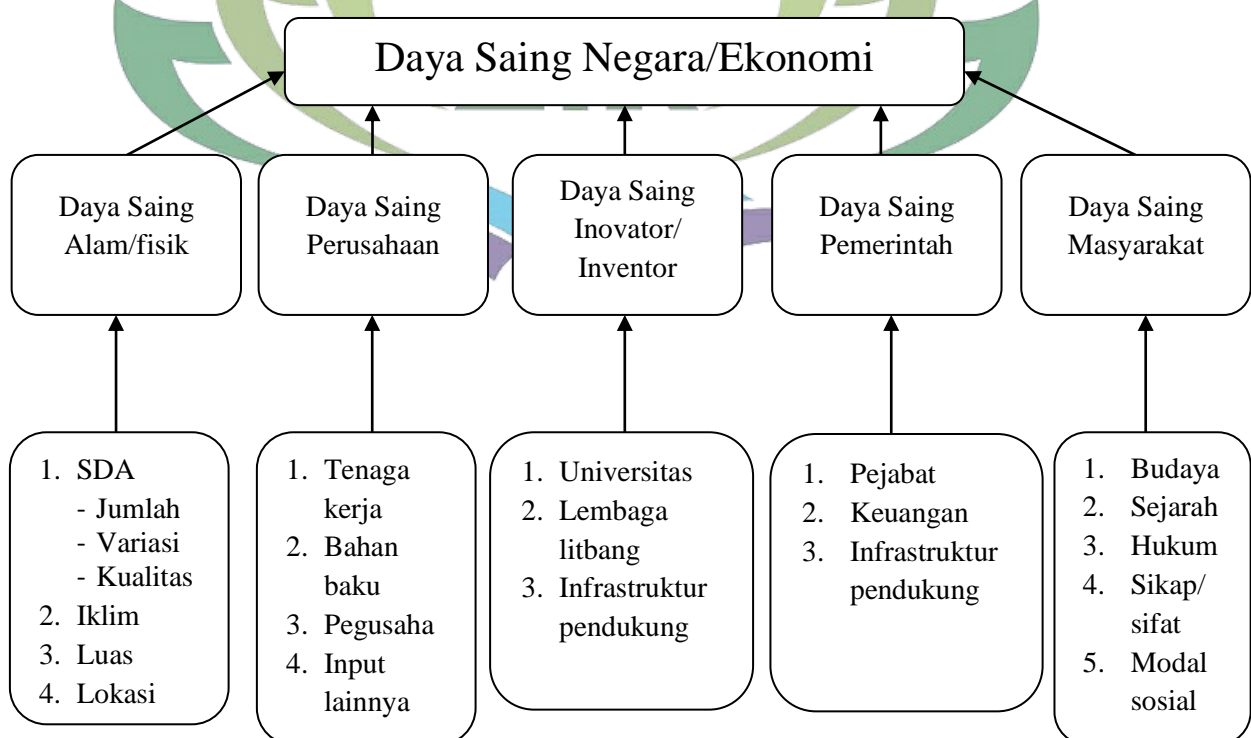 Daya Saing Negara/Ekonomi
Daya Saing
Alam/fisik
Daya Saing
Perusahaan
Daya Saing
Inovator/
Inventor
Daya Saing
Pemerintah
Daya Saing
Masyarakat
1. SDA
- Jumlah
- Variasi
- Kualitas
2. Iklim
3. Luas
4. Lokasi
1. Tenaga
kerja
2. Bahan
baku
3. Pegusaha
4. Input
lainnya
1. Universitas
2. Lembaga
litbang
3. Infrastruktur
pendukung
1. Pejabat
2. Keuangan
3. Infrastruktur
pendukung
1. Budaya
2. Sejarah
3. Hukum
4. Sikap/
sifat
5. Modal
sosial